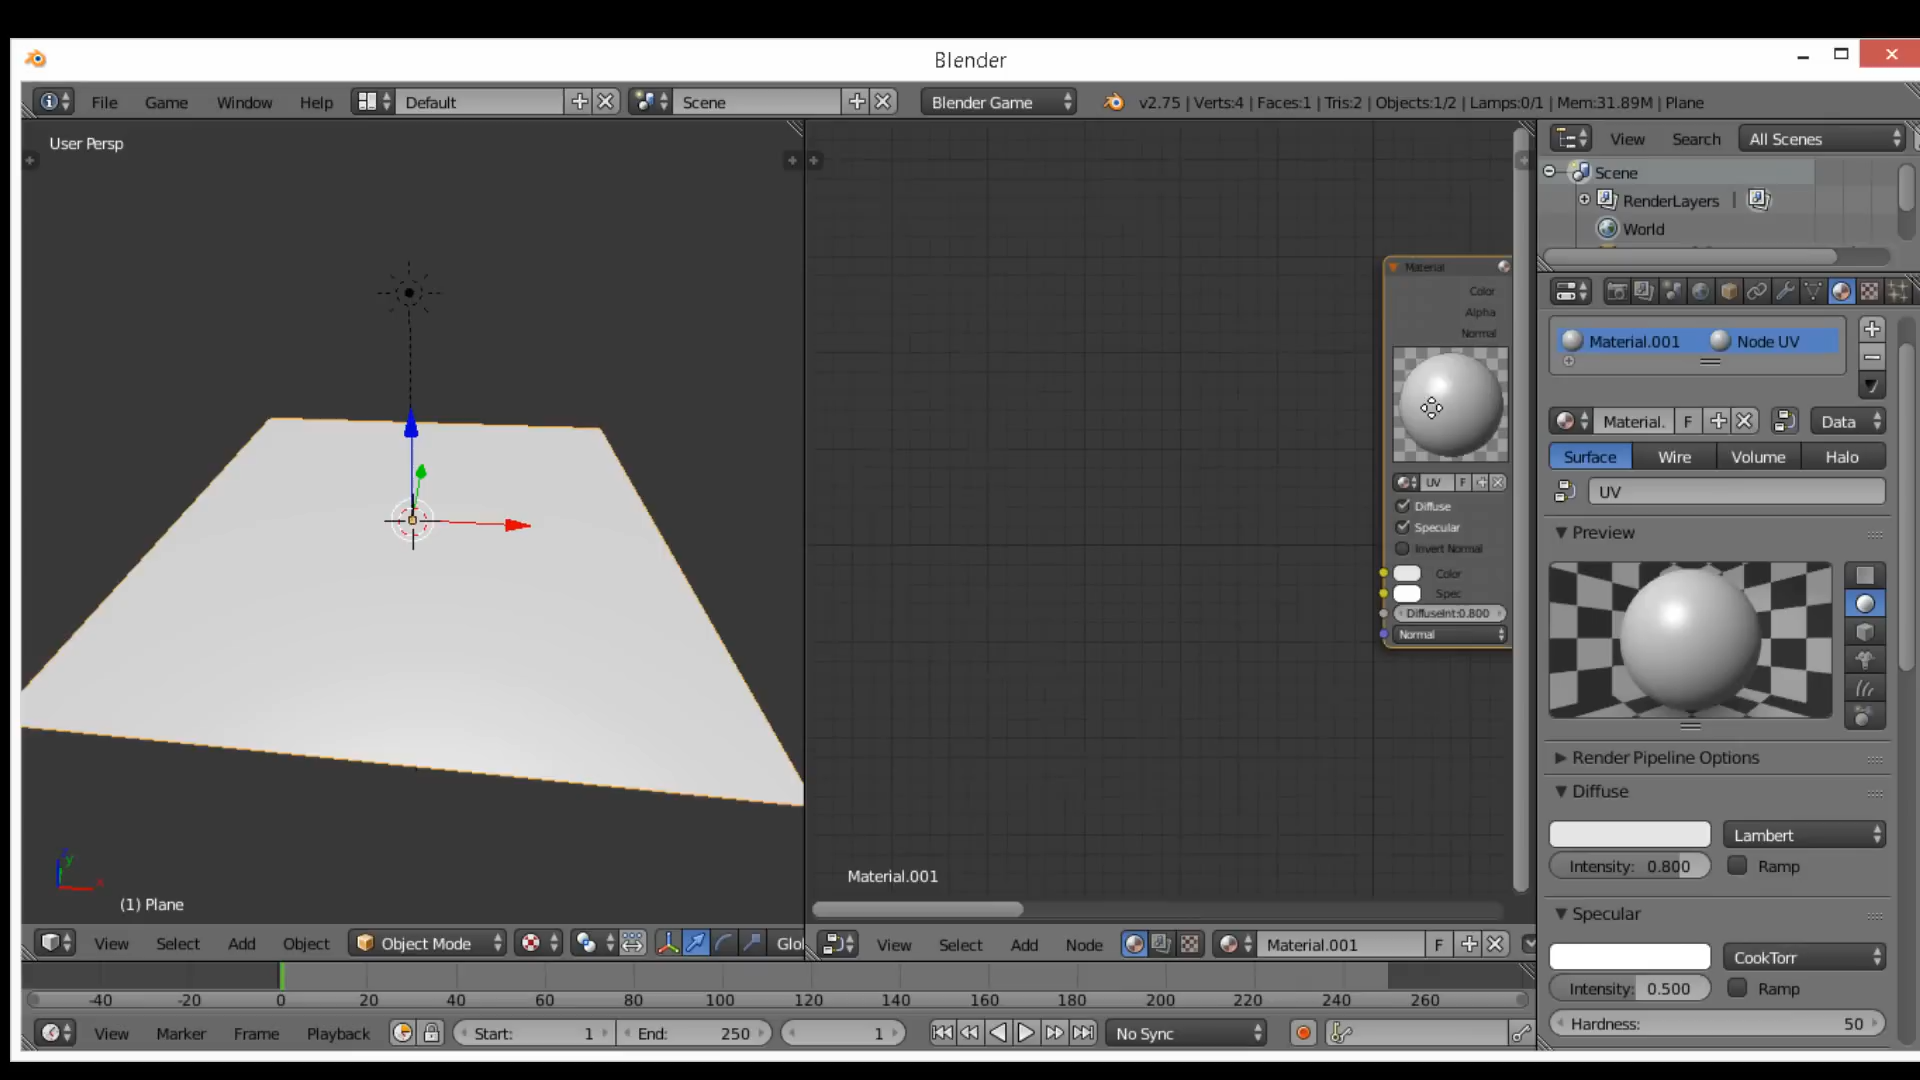 Blender
File Game Window Help Default Scene Blender Game v2.75 | Verts:4 | Faces:1 | Tris:2 | Objects:1/2 | Lamps:0/1 | Mem:31.89M | Plane
User Persp
View Search All Scenes
Scene
RenderLayers |
World
Material
Color
Alpha
Normal
UV F
Diffuse
Specular
Invert Normal
Color
Spec
DiffuseInt:0.800
Normal
Material.001 Node UV
Material. F Data
Surface Wire Volume Halo
UV
Preview
Render Pipeline Options
Diffuse
Lambert
Intensity: 0.800 Ramp
Specular
CookTorr
Intensity: 0.500 Ramp
Hardness: 50
z
y
x
(1) Plane
Material.001
View Select Add Object Object Mode Glo
View Select Add Node Material.001 F
-40 -20 0 20 40 60 80 100 120 140 160 180 200 220 240 260
View Marker Frame Playback Start: 1 End: 250 1 No Sync